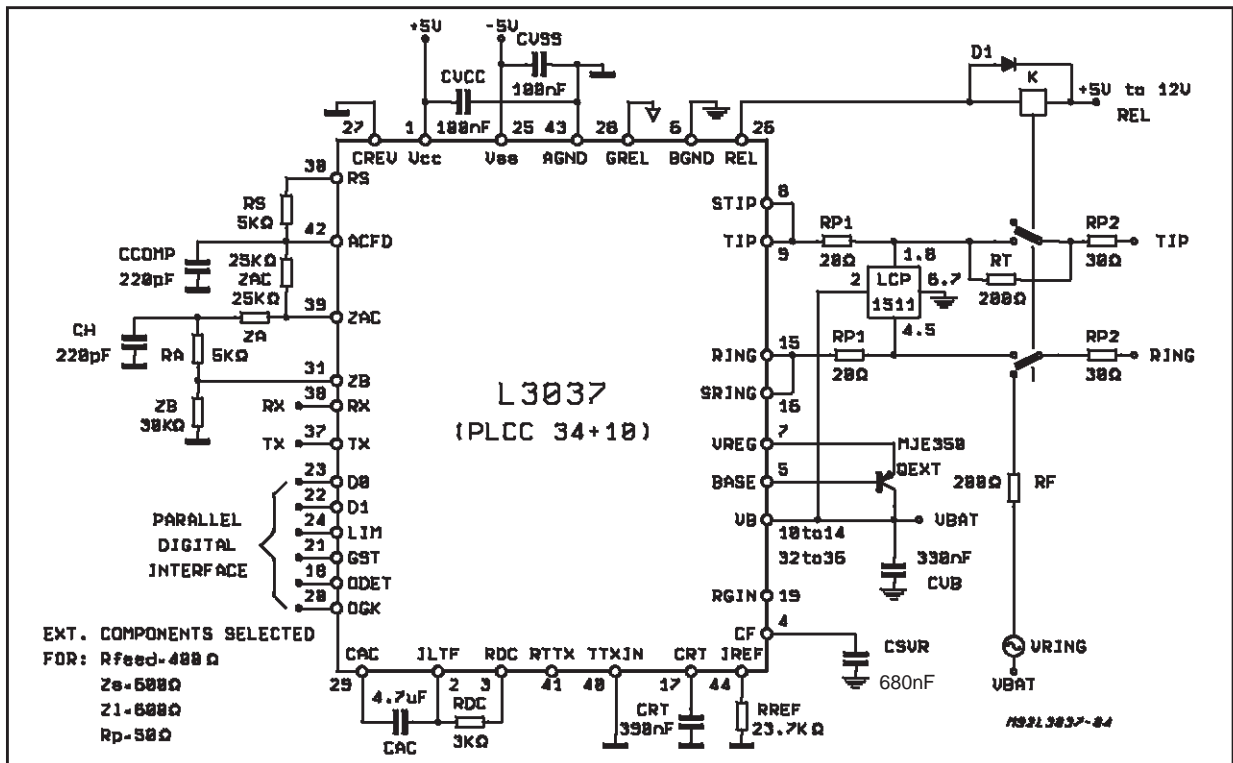 +5V
-5V
CVSS
100nF
CVCC
100nF
D1
K
+5V to 12V
REL
27
1
25
43
28
6
26
CREV
Vcc
Vss
AGND
GREL
BGND
REL
38
RS
RS
5KΩ
42
ACFD
CCOMP
220pF
25KΩ
ZAC
25KΩ
39
ZAC
ZA
CH
220pF
RA
5KΩ
31
ZB
ZB
30KΩ
RX
RX
37
TX
TX
23
D0
22
D1
24
LIM
21
GST
ODET
OGK
PARALLEL
DIGITAL
INTERFACE
L3037
(PLCC 34+10)
8
STIP
TIP
9
RP1
20Ω
1.8
2
LCP
1511
6.7
4.5
RT
200Ω
RP2
30Ω
TIP
15
RING
RP1
20Ω
SRING
16
RP2
30Ω
RING
7
VREG
MJE350
QEXT
5
BASE
VB
VBAT
10to14
32to36
330nF
CVB
200Ω
RF
RGIN
19
4
CF
CSVR
680nF
VRING
VBAT
EXT. COMPONENTS SELECTED
FOR: Rfeed=400Ω
Zs=600Ω
Zl=600Ω
Rp=50Ω
CAC
ILTF
RDC
RTTX
TTXIN
CRT
IREF
29
2
3
41
40
17
44
4.7uF
CAC
RDC
3KΩ
CRT
390nF
RREF
23.7KΩ
M93L3037-04